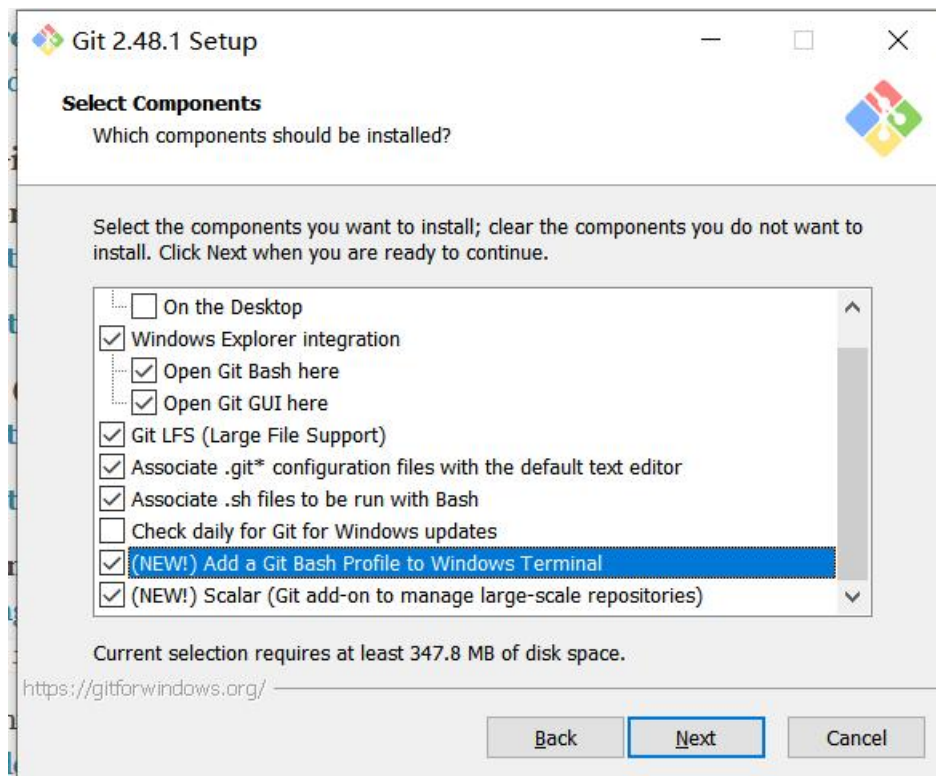 Git 2.48.1 Setup
Select Components
Which components should be installed?
Select the components you want to install; clear the components you do not want to
install. Click Next when you are ready to continue.
On the Desktop
Windows Explorer integration
Open Git Bash here
Open Git GUI here
Git LFS (Large File Support)
Associate .git* configuration files with the default text editor
Associate .sh files to be run with Bash
Check daily for Git for Windows updates
(NEW!) Add a Git Bash Profile to Windows Terminal
(NEW!) Scalar (Git add-on to manage large-scale repositories)
Current selection requires at least 347.8 MB of disk space.
https://gitforwindows.org/
Back Next Cancel